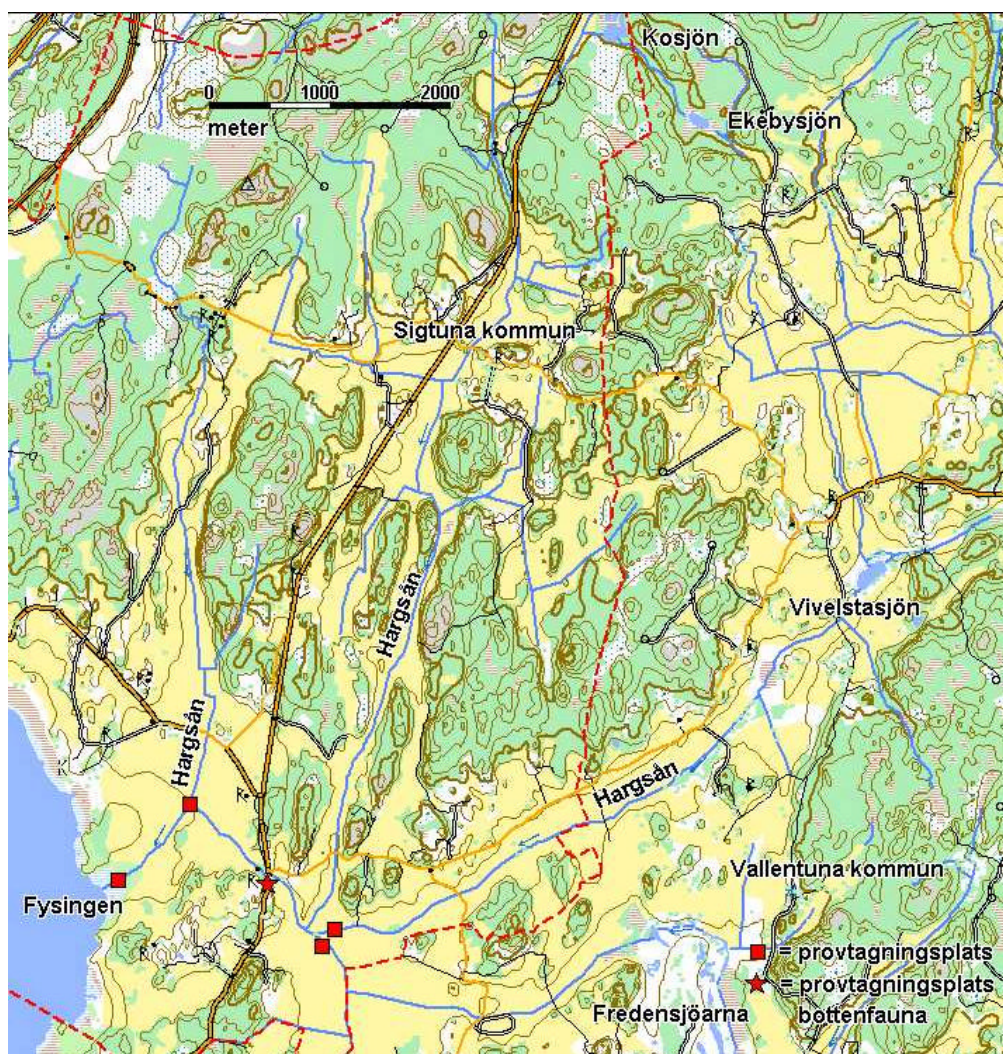 Kosjön
0 1000 2000
meter
Ekebysjön
Sigtuna kommun
Hargsån
Vivelstasjön
Hargsån
Hargsån
Vallentuna kommun
Fysingen
= provtagningsplats
= provtagningsplats
bottenfauna
Fredensjöarna